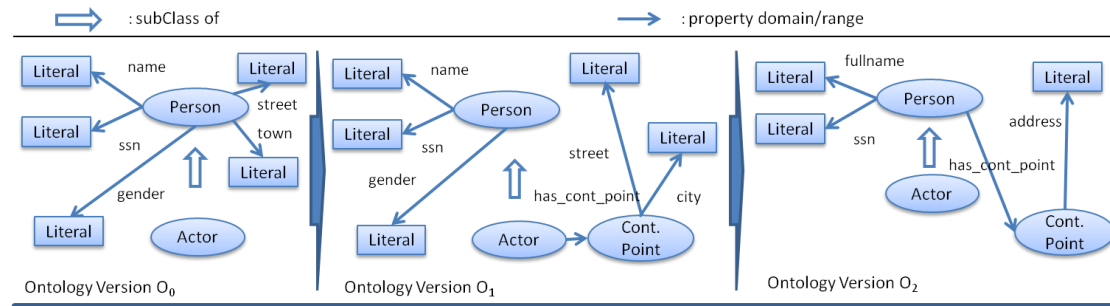 : subClass of
: property domain/range
Literal
name
Literal
Person
street
Literal
town
ssn
Literal
gender
Literal
Actor
Ontology Version O0
Literal
name
Literal
Person
Literal
ssn
Literal
street
gender
has_cont_point
city
Literal
Actor
Cont.
Point
Ontology Version O1
Literal
fullname
Literal
Person
Literal
address
ssn
has_cont_point
Actor
Cont.
Point
Ontology Version O2